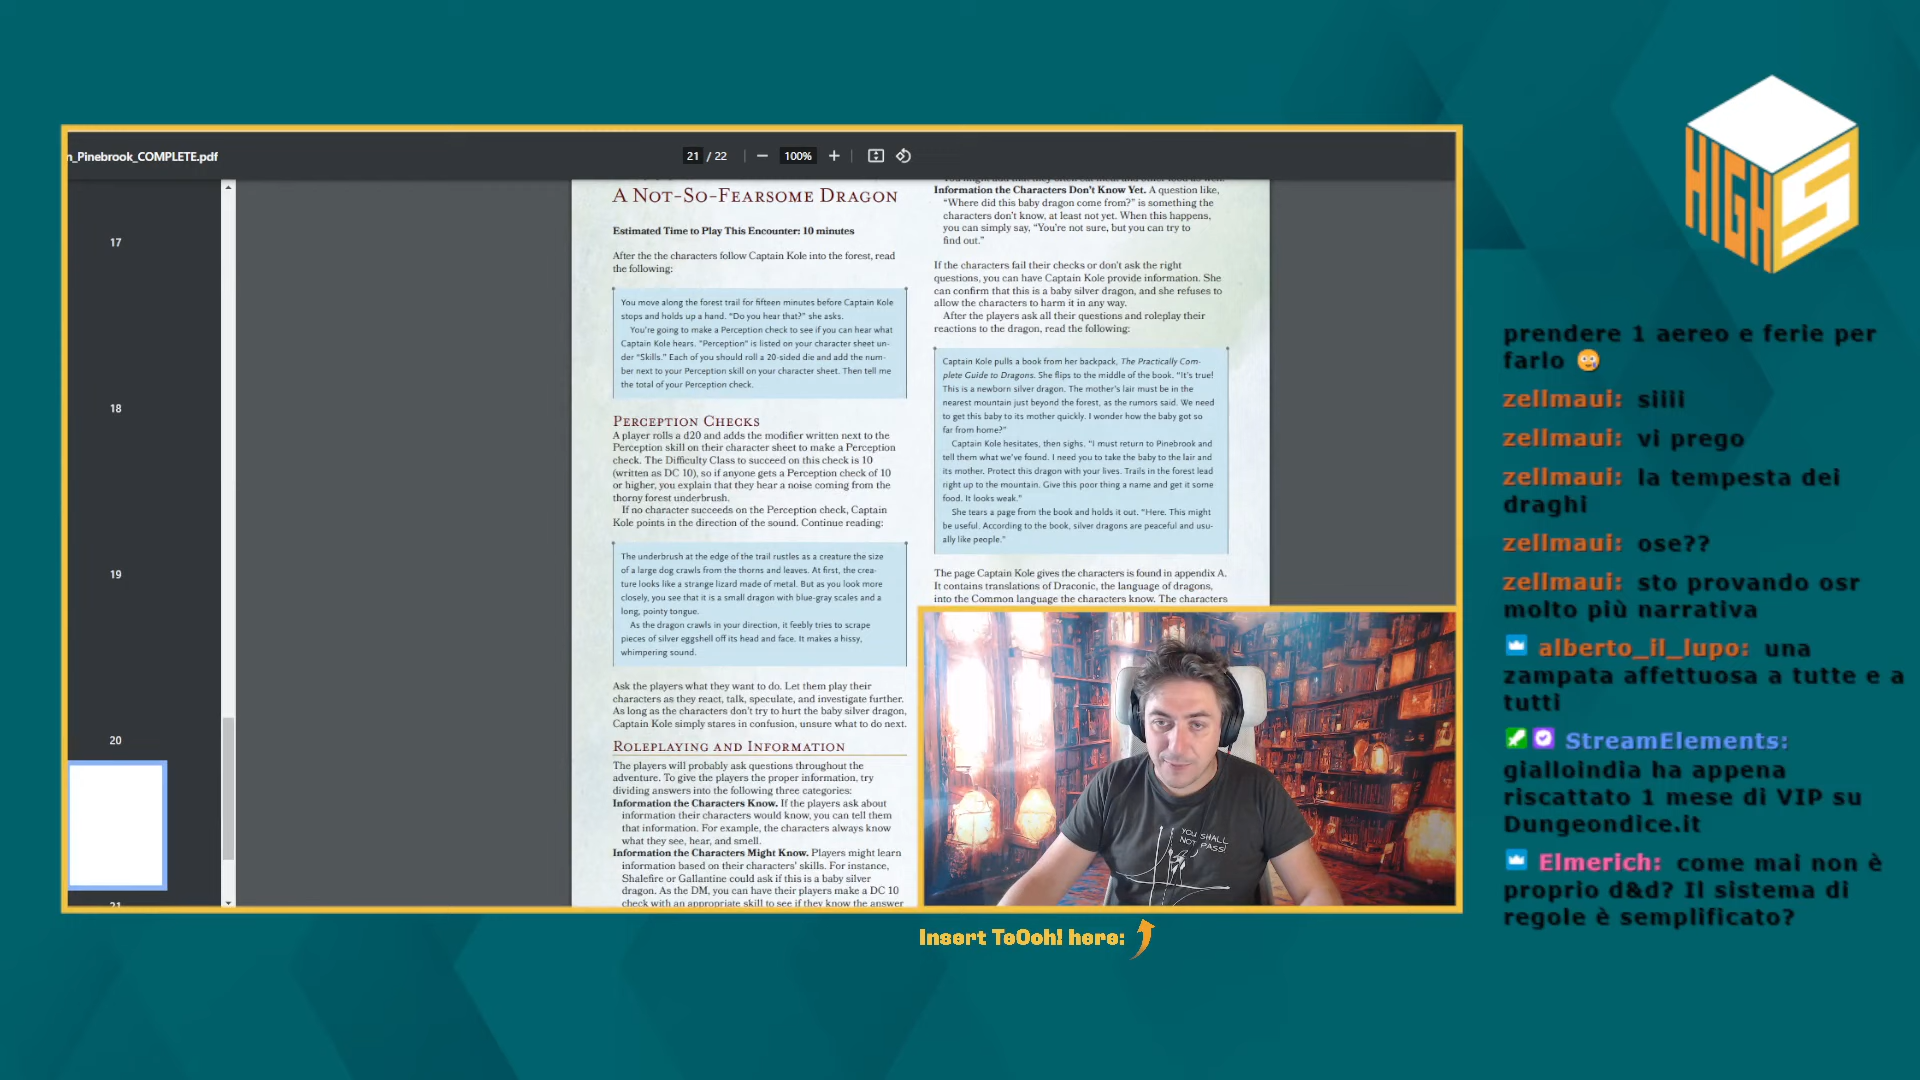 n_Pinebrook_COMPLETE.pdf
21 / 22
100%
17
18
19
20
21
A Not-So-Fearsome Dragon
Estimated Time to Play This Encounter: 10 minutes
After the the characters follow Captain Kole into the forest, read
the following:
You move along the forest trail for fifteen minutes before Captain Kole
stops and holds up a hand. “Do you hear that?” she asks.
You’re going to make a Perception check to see if you can hear what
Captain Kole hears. “Perception” is listed on your character sheet un-
der “Skills.” Each of you should roll a 20-sided die and add the num-
ber next to your Perception skill on your character sheet. Then tell me
the total of your Perception check.
Perception Checks
A player rolls a d20 and adds the modifier written next to the
Perception skill on their character sheet to make a Perception
check. The Difficulty Class to succeed on this check is 10
(written as DC 10), so if anyone gets a Perception check of 10
or higher, you explain that they hear a noise coming from the
thorny forest underbrush.
If no character succeeds on the Perception check, Captain
Kole points in the direction of the sound. Continue reading:
The underbrush at the edge of the trail rustles as a creature the size
of a large dog crawls from the thorns and leaves. At first, the crea-
ture looks like a strange lizard made of metal. But as you look more
closely, you see that it is a small dragon with blue-gray scales and a
long, pointy tongue.
As the dragon crawls in your direction, it feebly tries to scrape
pieces of silver eggshell off its head and face. It makes a hissy,
whimpering sound.
Ask the players what they want to do. Let them play their
characters as they react, talk, speculate, and investigate further.
As long as the characters don’t try to hurt the baby silver dragon,
Captain Kole simply stares in confusion, unsure what to do next.
Roleplaying and Information
The players will probably ask questions throughout the
adventure. To give the players the proper information, try
dividing answers into the following three categories:
Information the Characters Know. If the players ask about
information their characters would know, you can tell them
that information. For example, the characters always know
what they see, hear, and smell.
Information the Characters Might Know. Players might learn
information based on their characters’ skills. For instance,
Shalefire or Gallantine could ask if this is a baby silver
dragon. As the DM, you can have their players make a DC 10
check with an appropriate skill to see if they know the answer
Information the Characters Don’t Know Yet. A question like,
“Where did this baby dragon come from?” is something the
characters don’t know, at least not yet. When this happens,
you can simply say, “You’re not sure, but you can try to
find out.”
If the characters fail their checks or don’t ask the right
questions, you can have Captain Kole provide information. She
can confirm that this is a baby silver dragon, and she refuses to
allow the characters to harm it in any way.
After the players ask all their questions and roleplay their
reactions to the dragon, read the following:
Captain Kole pulls a book from her backpack, The Practically Com-
plete Guide to Dragons. She flips to the middle of the book. “It’s true!
This is a newborn silver dragon. The mother’s lair must be in the
nearest mountain just beyond the forest, as the rumors said. We need
to get this baby to its mother quickly. I wonder how the baby got so
far from home?”
Captain Kole hesitates, then sighs. “I must return to Pinebrook and
tell them what we’ve found. I need you to take the baby to the lair and
its mother. Protect this dragon with your lives. Trails in the forest lead
right up to the mountain. Give this poor thing a name and get it some
food. It looks weak.”
She tears a page from the book and holds it out. “Here. This might
be useful. According to the book, silver dragons are peaceful and usu-
ally like people.”
The page Captain Kole gives the characters is found in appendix A.
It contains translations of Draconic, the language of dragons,
into the Common language the characters know. The characters
YOU SHALL
NOT PASS!
Insert TeOoh! here:
HIGH 5
prendere 1 aereo e ferie per
farlo 😳
zellmaui: siiii
zellmaui: vi prego
zellmaui: la tempesta dei
draghi
zellmaui: ose??
zellmaui: sto provando osr
molto più narrativa
alberto_il_lupo: una
zampata affettuosa a tutte e a
tutti
StreamElements:
gialloindia ha appena
riscattato 1 mese di VIP su
Dungeondice.it
Elmerich: come mai non è
proprio d&d? Il sistema di
regole è semplificato?